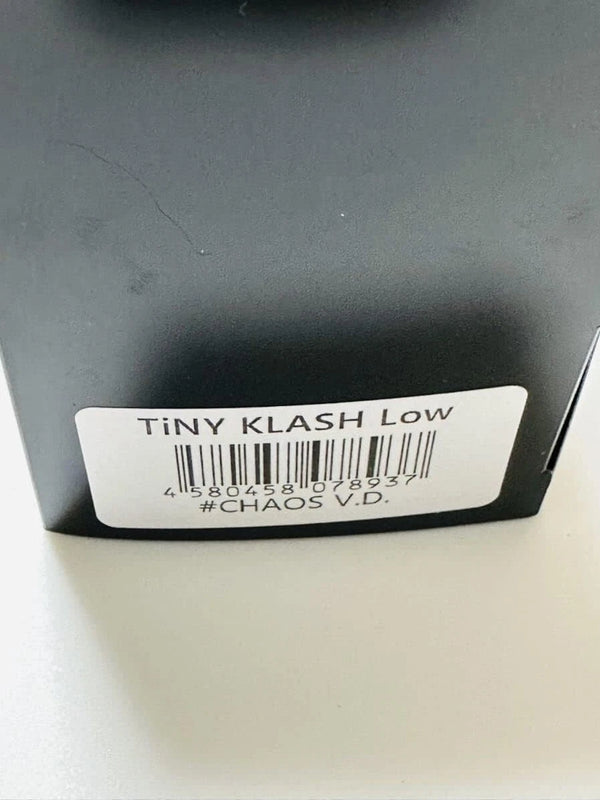 TiNY KLASH Low
4 580458 078937
#CHAOS V.D.